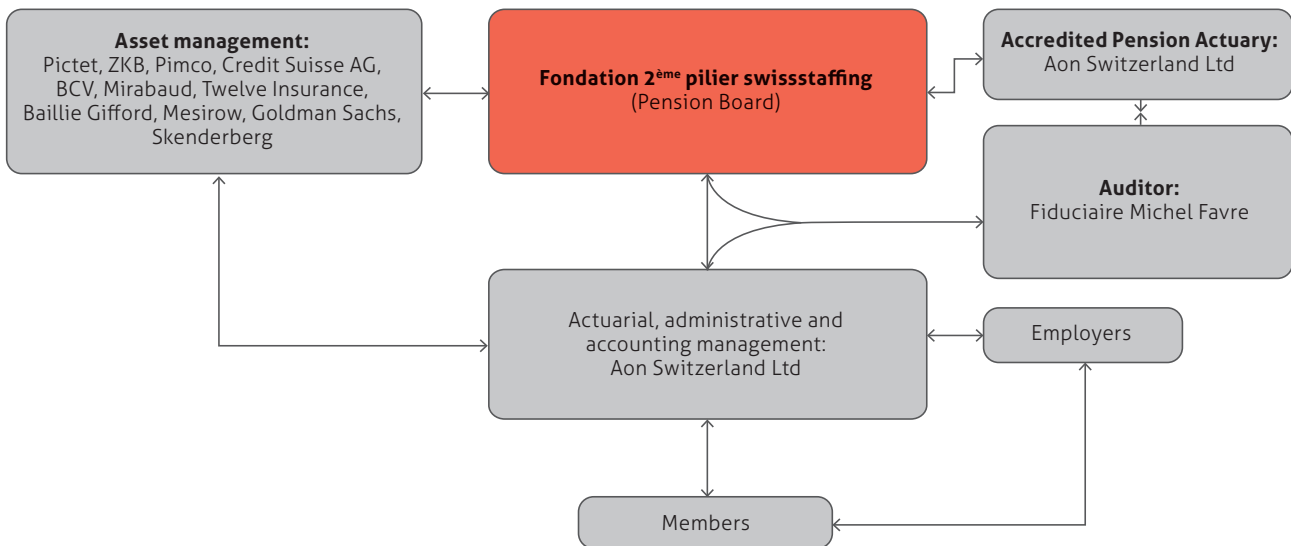 Asset management:
Pictet, ZKB, Pimco, Credit Suisse AG,
BCV, Mirabaud, Twelve Insurance,
Baillie Gifford, Mesirow, Goldman Sachs,
Skenderberg
Fondation 2ème pilier swissstaffing
(Pension Board)
Accredited Pension Actuary:
Aon Switzerland Ltd
Auditor:
Fiduciaire Michel Favre
Actuarial, administrative and
accounting management:
Aon Switzerland Ltd
Employers
Members